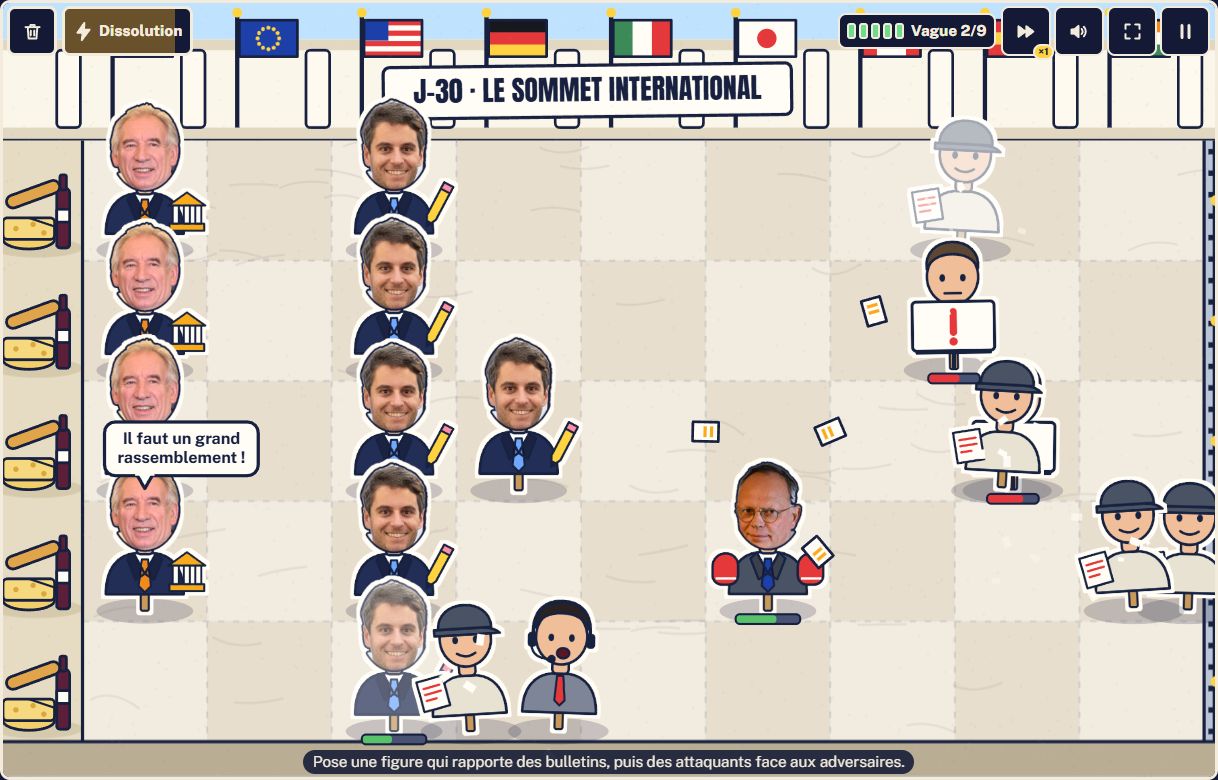 Dissolution
Vague 2/9
×1
J-30 · LE SOMMET INTERNATIONAL
!
Il faut un grand
rassemblement !
Pose une figure qui rapporte des bulletins, puis des attaquants face aux adversaires.